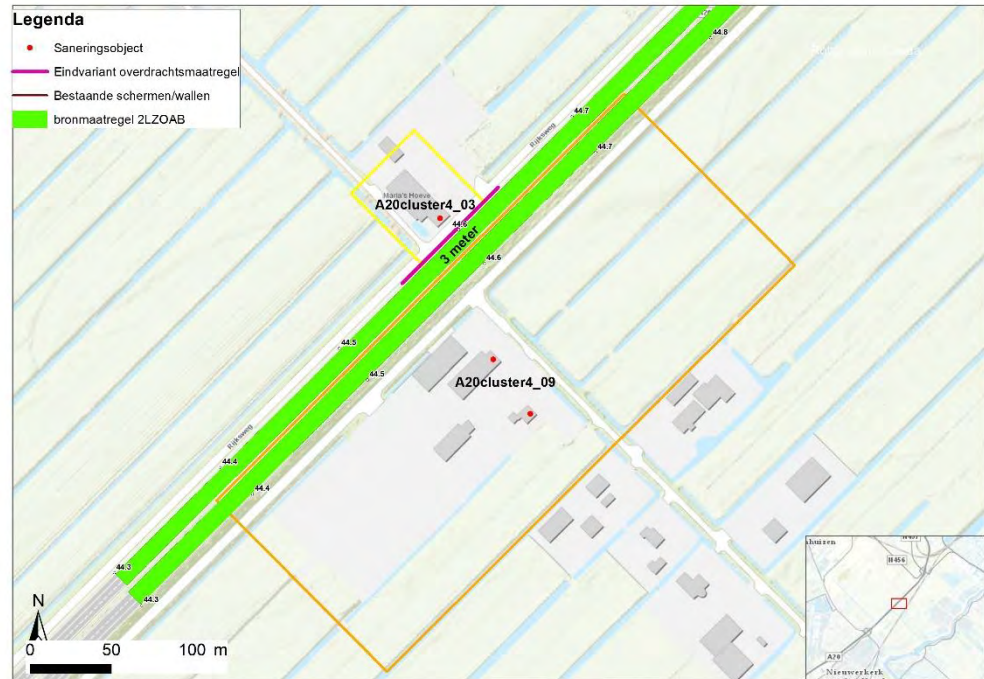 Legenda
Saneringsobject
Eindvariant overdrachtsmaatregel
Bestaande schermen/wallen
bronmaatregel 2LZOAB
44.8
44.7
Rijksweg
44.7
Maria's Hoeve
A20cluster4_03
44.6
3 meter
44.6
44.5
44.5
A20cluster4_09
Rijksweg
44.4
44.4
44.3
44.3
N
0 50 100 m
N456
A20
Nieuwerkerk